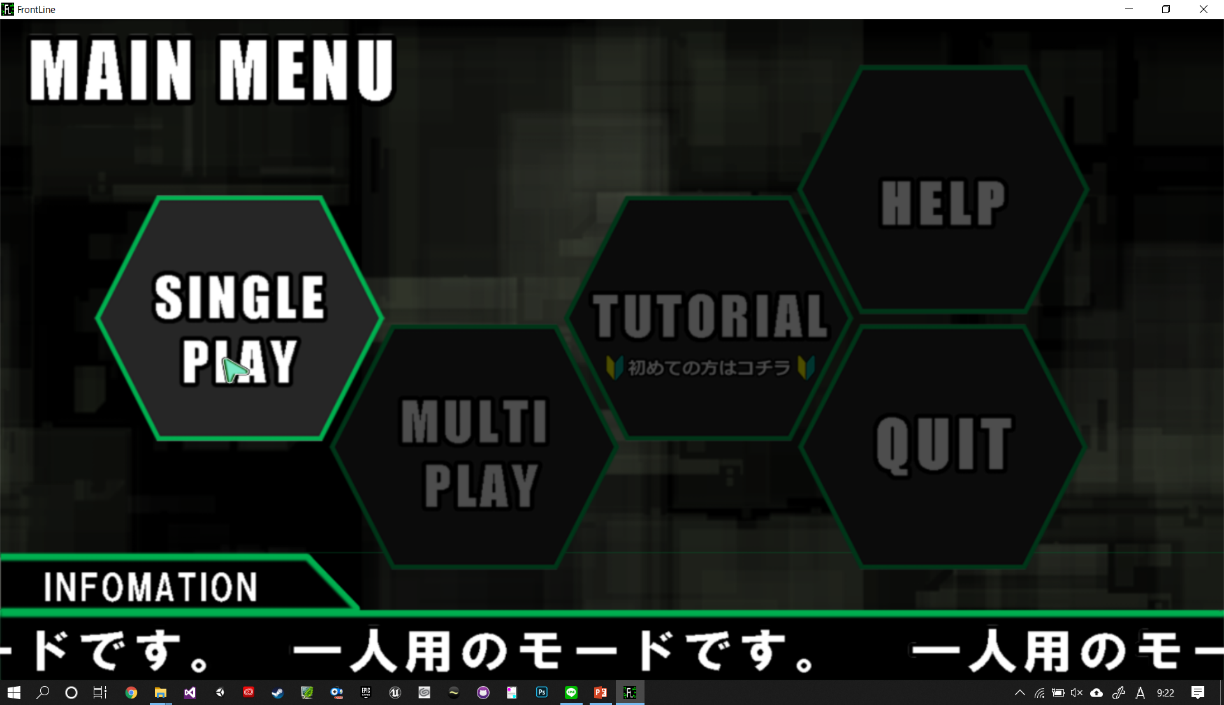 FrontLine
MAIN MENU
HELP
SINGLE
PLAY
TUTORIAL
初めての方はコチラ
MULTI
PLAY
QUIT
INFOMATION
ードです。 一人用のモードです。 一人用のモー
A 9:22